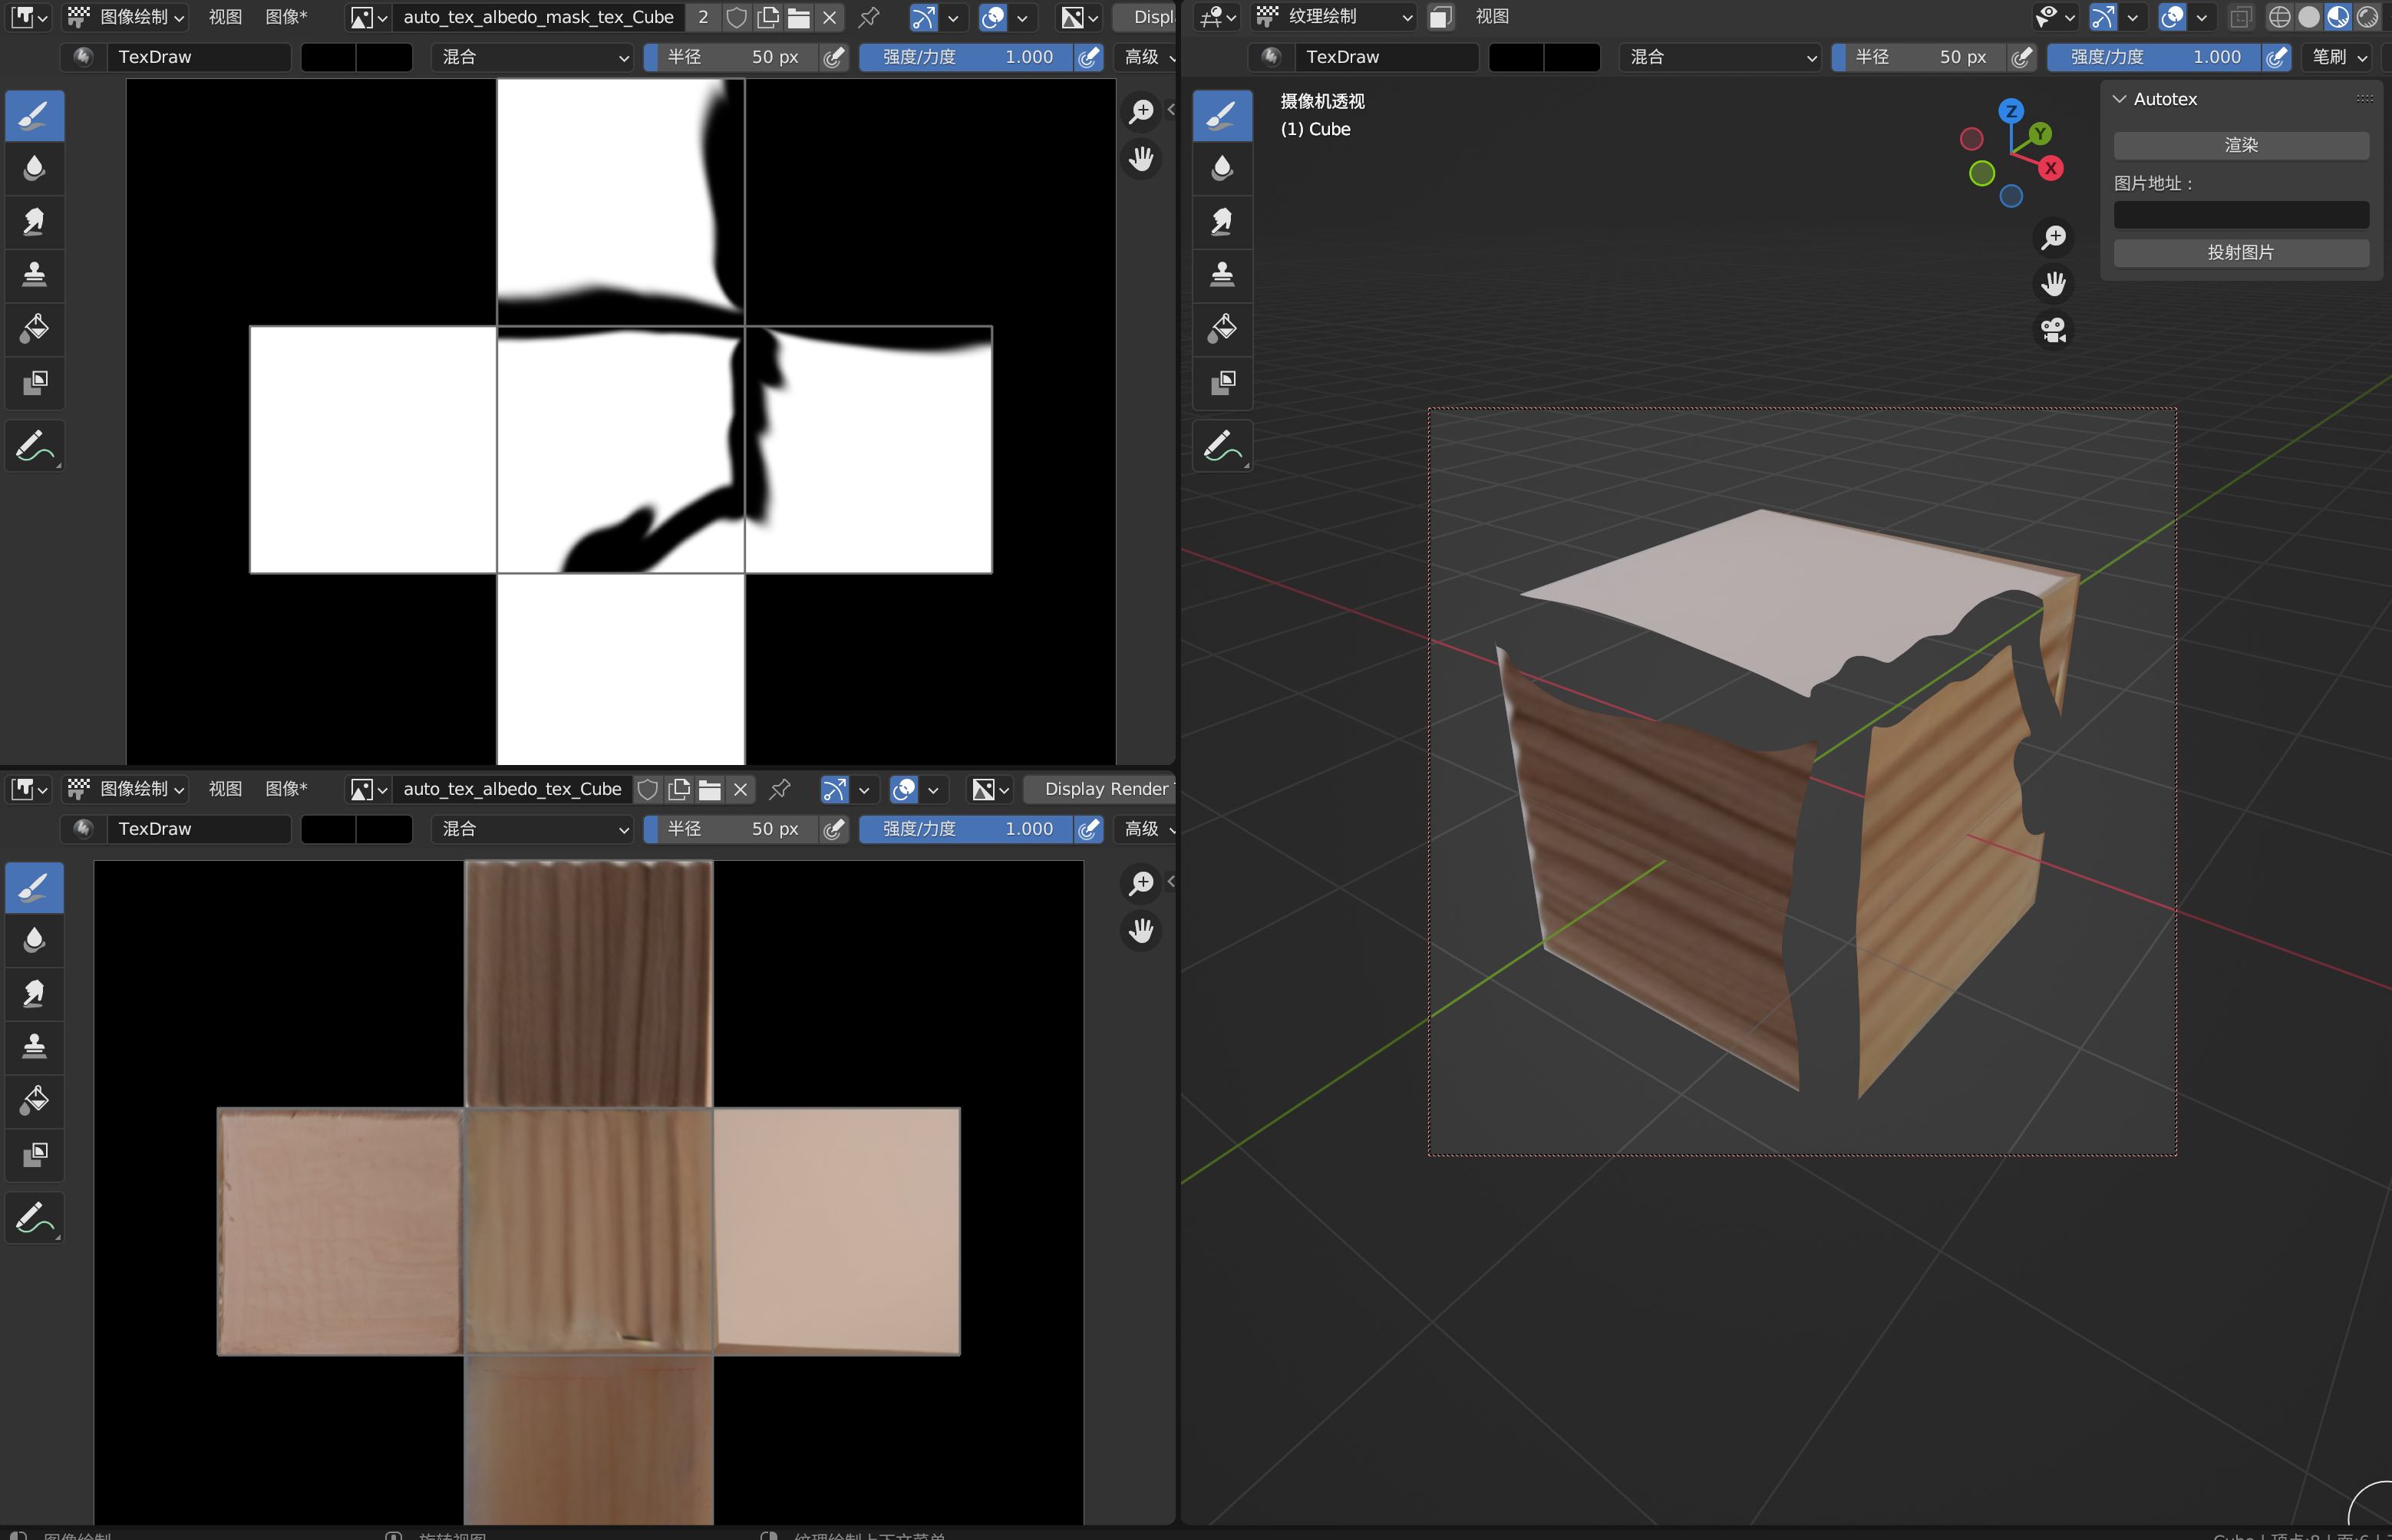 图像绘制 视图 图像* auto_tex_albedo_mask_tex_Cube 2
TexDraw 混合 半径 50 px 强度/力度 1.000 高级
纹理绘制 视图
TexDraw 混合 半径 50 px 强度/力度 1.000 笔刷
摄像机透视
(1) Cube
Z
Y
X
Autotex
渲染
图片地址：
投射图片
图像绘制 视图 图像* auto_tex_albedo_tex_Cube Display Render
TexDraw 混合 半径 50 px 强度/力度 1.000 高级